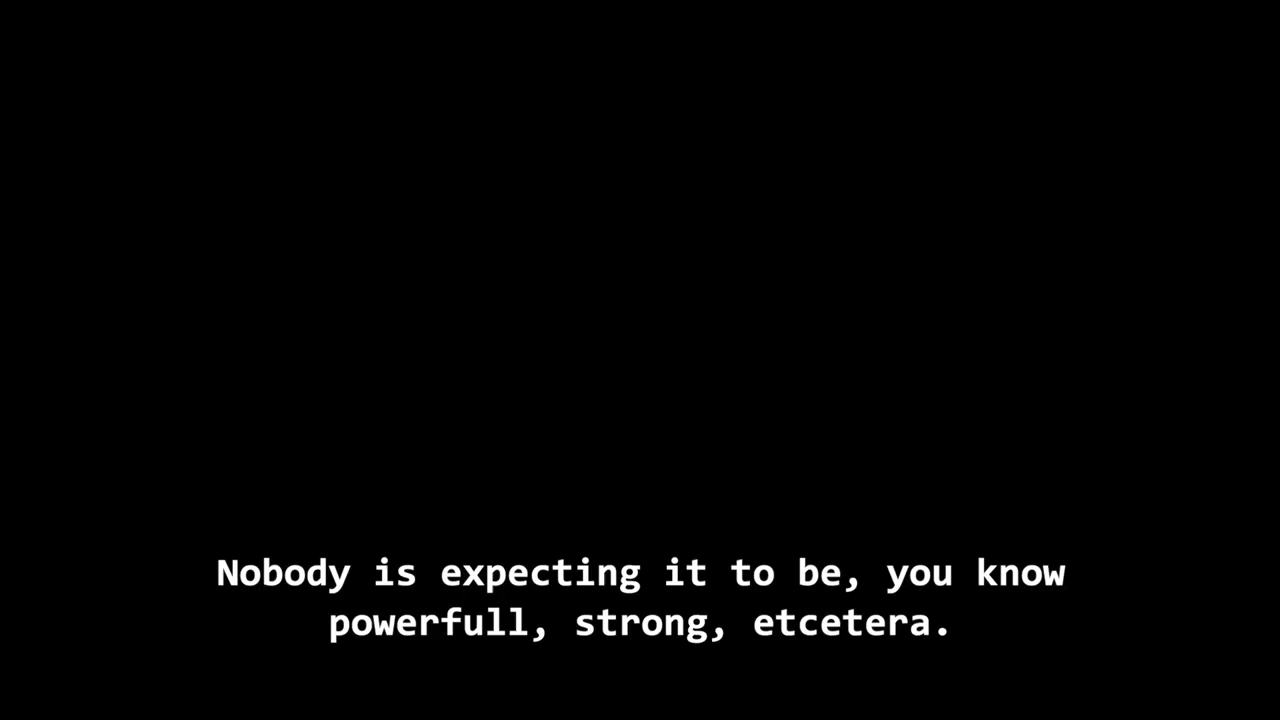 Nobody is expecting it to be, you know
powerfull, strong, etcetera.